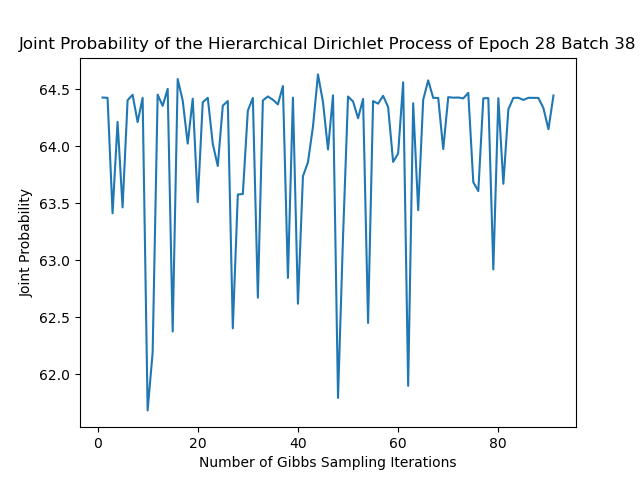 Joint Probability of the Hierarchical Dirichlet Process of Epoch 28 Batch 38
64.5
64.0
63.5
63.0
62.5
62.0
Joint Probability
0 20 40 60 80
Number of Gibbs Sampling Iterations